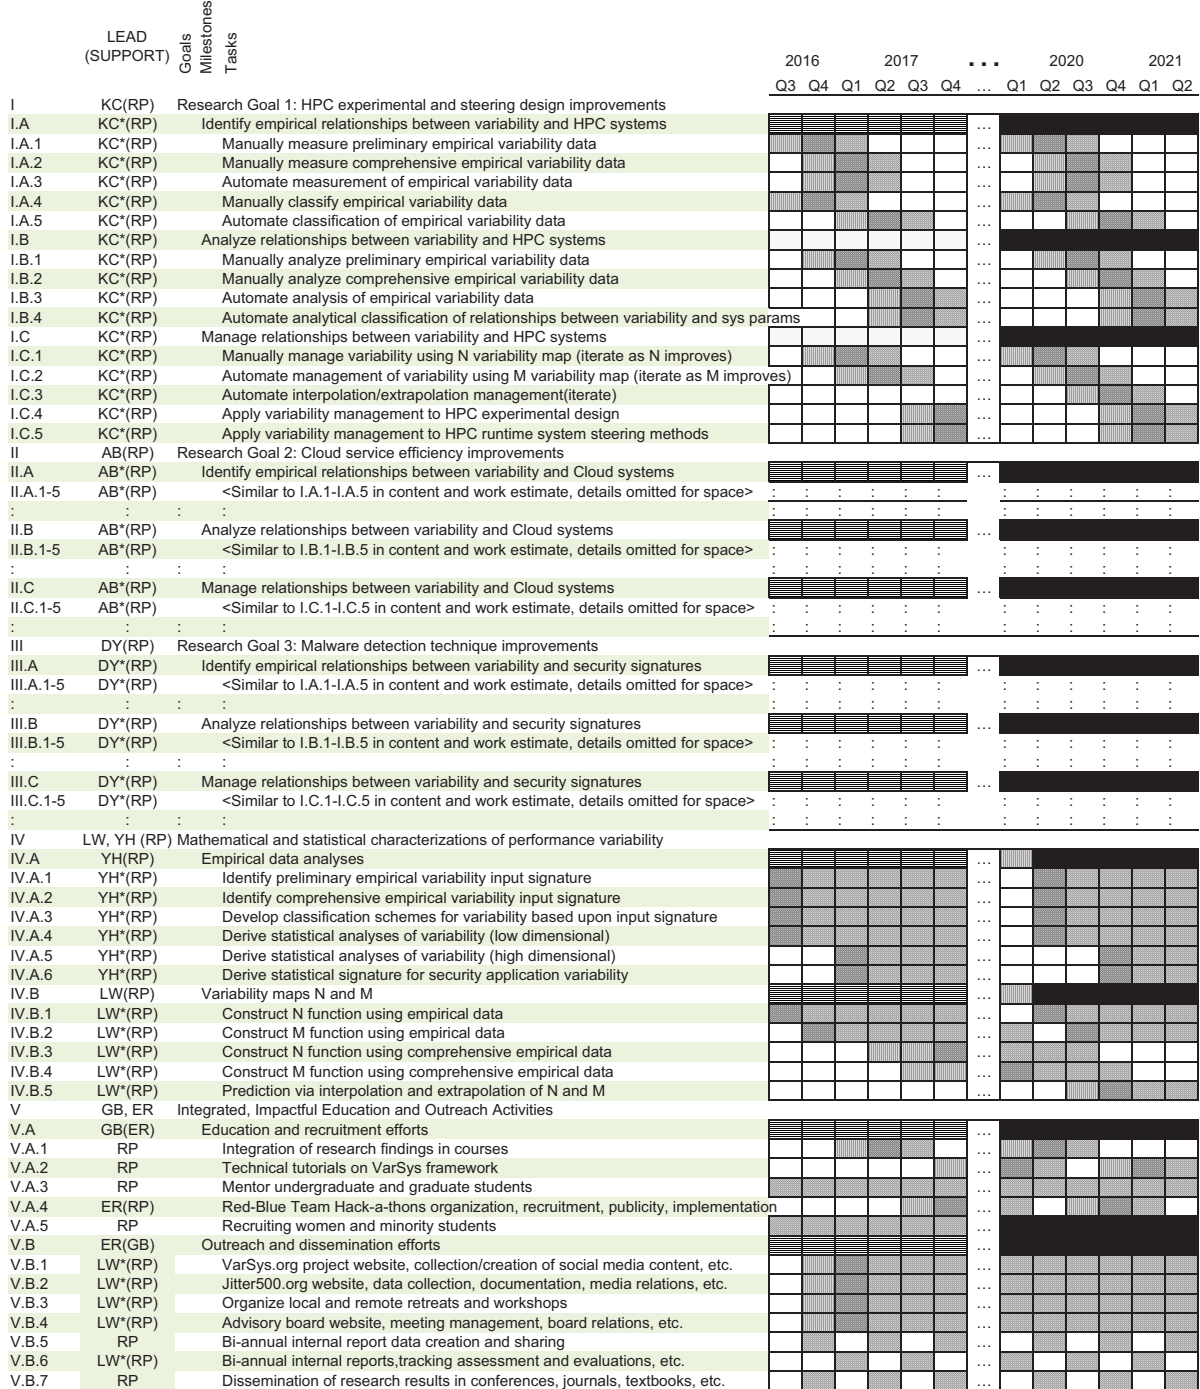 LEAD
(SUPPORT)
Goals
Milestones
Tasks
2016 2017 ... 2020 2021
Q3 Q4 Q1 Q2 Q3 Q4 ... Q1 Q2 Q3 Q4 Q1 Q2
I KC(RP) Research Goal 1: HPC experimental and steering design improvements
I.A KC*(RP) Identify empirical relationships between variability and HPC systems ...
I.A.1 KC*(RP) Manually measure preliminary empirical variability data ...
I.A.2 KC*(RP) Manually measure comprehensive empirical variability data ...
I.A.3 KC*(RP) Automate measurement of empirical variability data ...
I.A.4 KC*(RP) Manually classify empirical variability data ...
I.A.5 KC*(RP) Automate classification of empirical variability data ...
I.B KC*(RP) Analyze relationships between variability and HPC systems ...
I.B.1 KC*(RP) Manually analyze preliminary empirical variability data ...
I.B.2 KC*(RP) Manually analyze comprehensive empirical variability data ...
I.B.3 KC*(RP) Automate analysis of empirical variability data ...
I.B.4 KC*(RP) Automate analytical classification of relationships between variability and sys params ...
I.C KC*(RP) Manage relationships between variability and HPC systems ...
I.C.1 KC*(RP) Manually manage variability using N variability map (iterate as N improves) ...
I.C.2 KC*(RP) Automate management of variability using M variability map (iterate as M improves) ...
I.C.3 KC*(RP) Automate interpolation/extrapolation management(iterate) ...
I.C.4 KC*(RP) Apply variability management to HPC experimental design ...
I.C.5 KC*(RP) Apply variability management to HPC runtime system steering methods ...
II AB(RP) Research Goal 2: Cloud service efficiency improvements
II.A AB*(RP) Identify empirical relationships between variability and Cloud systems ...
II.A.1-5 AB*(RP) <Similar to I.A.1-I.A.5 in content and work estimate, details omitted for space> : : : : : : : : : : : :
: : : : : : : : : : : : : : : :
II.B AB*(RP) Analyze relationships between variability and Cloud systems ...
II.B.1-5 AB*(RP) <Similar to I.B.1-I.B.5 in content and work estimate, details omitted for space> : : : : : : : : : : : :
: : : : : : : : : : : : : : : :
II.C AB*(RP) Manage relationships between variability and Cloud systems ...
II.C.1-5 AB*(RP) <Similar to I.C.1-I.C.5 in content and work estimate, details omitted for space> : : : : : : : : : : : :
: : : : : : : : : : : : : : : :
III DY(RP) Research Goal 3: Malware detection technique improvements
III.A DY*(RP) Identify empirical relationships between variability and security signatures ...
III.A.1-5 DY*(RP) <Similar to I.A.1-I.A.5 in content and work estimate, details omitted for space> : : : : : : : : : : : :
: : : : : : : : : : : : : : : :
III.B DY*(RP) Analyze relationships between variability and security signatures ...
III.B.1-5 DY*(RP) <Similar to I.B.1-I.B.5 in content and work estimate, details omitted for space> : : : : : : : : : : : :
: : : : : : : : : : : : : : : :
III.C DY*(RP) Manage relationships between variability and security signatures ...
III.C.1-5 DY*(RP) <Similar to I.C.1-I.C.5 in content and work estimate, details omitted for space> : : : : : : : : : : : :
: : : : : : : : : : : : : : : :
IV LW, YH (RP) Mathematical and statistical characterizations of performance variability
IV.A YH(RP) Empirical data analyses ...
IV.A.1 YH*(RP) Identify preliminary empirical variability input signature ...
IV.A.2 YH*(RP) Identify comprehensive empirical variability input signature ...
IV.A.3 YH*(RP) Develop classification schemes for variability based upon input signature ...
IV.A.4 YH*(RP) Derive statistical analyses of variability (low dimensional) ...
IV.A.5 YH*(RP) Derive statistical analyses of variability (high dimensional) ...
IV.A.6 YH*(RP) Derive statistical signature for security application variability ...
IV.B LW(RP) Variability maps N and M ...
IV.B.1 LW*(RP) Construct N function using empirical data ...
IV.B.2 LW*(RP) Construct M function using empirical data ...
IV.B.3 LW*(RP) Construct N function using comprehensive empirical data ...
IV.B.4 LW*(RP) Construct M function using comprehensive empirical data ...
IV.B.5 LW*(RP) Prediction via interpolation and extrapolation of N and M ...
V GB, ER Integrated, Impactful Education and Outreach Activities
V.A GB(ER) Education and recruitment efforts ...
V.A.1 RP Integration of research findings in courses ...
V.A.2 RP Technical tutorials on VarSys framework ...
V.A.3 RP Mentor undergraduate and graduate students ...
V.A.4 ER(RP) Red-Blue Team Hack-a-thons organization, recruitment, publicity, implementation ...
V.A.5 RP Recruiting women and minority students ...
V.B ER(GB) Outreach and dissemination efforts ...
V.B.1 LW*(RP) VarSys.org project website, collection/creation of social media content, etc. ...
V.B.2 LW*(RP) Jitter500.org website, data collection, documentation, media relations, etc. ...
V.B.3 LW*(RP) Organize local and remote retreats and workshops ...
V.B.4 LW*(RP) Advisory board website, meeting management, board relations, etc. ...
V.B.5 RP Bi-annual internal report data creation and sharing ...
V.B.6 LW*(RP) Bi-annual internal reports,tracking assessment and evaluations, etc. ...
V.B.7 RP Dissemination of research results in conferences, journals, textbooks, etc. ...